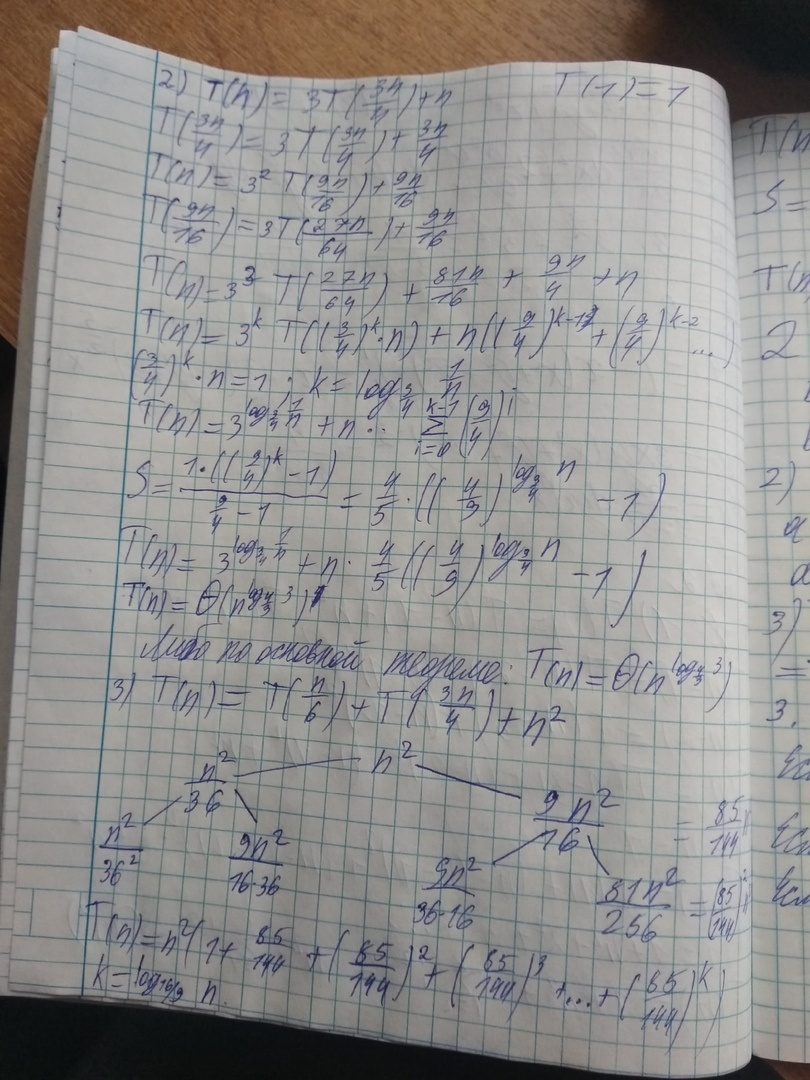 2) T(n) = 3T(3n/4) + n    T(1) = 1
T(3n/4) = 3T(3n/4) + 3n/4
T(n) = 3² T(9n/16) + 9n/16
T(9n/16) = 3T(27n/64) + 9n/16
T(n) = 3³ T(27n/64) + 81n/16 + 9n/4 + n
T(n) = 3^k T((3/4)^k · n) + n((9/4)^(k-1) + (9/4)^(k-2) ...)
(3/4)^k · n = 1 ; k = log_(3/4) 1/n
T(n) = 3^(log_(3/4) 1/n) + n · · Σ_(i=0)^(k-1) (9/4)^i
S = 1·((9/4)^k - 1) / (9/4 - 1) = 4/5 · ((4/9)^(log_(3/4) n) - 1)
T(n) = 3^(log_(3/4) 1/n) + n · 4/5 ((4/9)^(log_(3/4) n) - 1)
T(n) = Θ(n^(log_(4/3) 3))
Либо по основной теореме: T(n) = Θ(n^(log_(4/3) 3))
3) T(n) = T(n/6) + T(3n/4) + n²
n²
n²/36    9n²/16 = 85/144
n²/36²    9n²/16·36    9n²/36·16    81n²/256 = (85/144)²
T(n) = n²(1 + 85/144 + (85/144)² + (85/144)³ + ... + (85/144)^k)
k = log_(16/9) n.
T(n
S =
T(n
2
2)
a
3)
=
3.
Есл